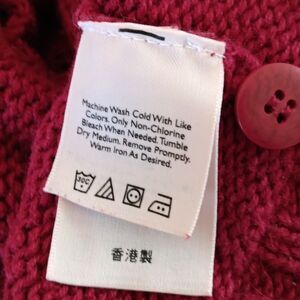 Machine Wash Cold With Like
Colors. Only Non-Chlorine
Bleach When Needed. Tumble
Dry Medium. Remove Promptly.
Warm Iron As Desired.
30C
香港製